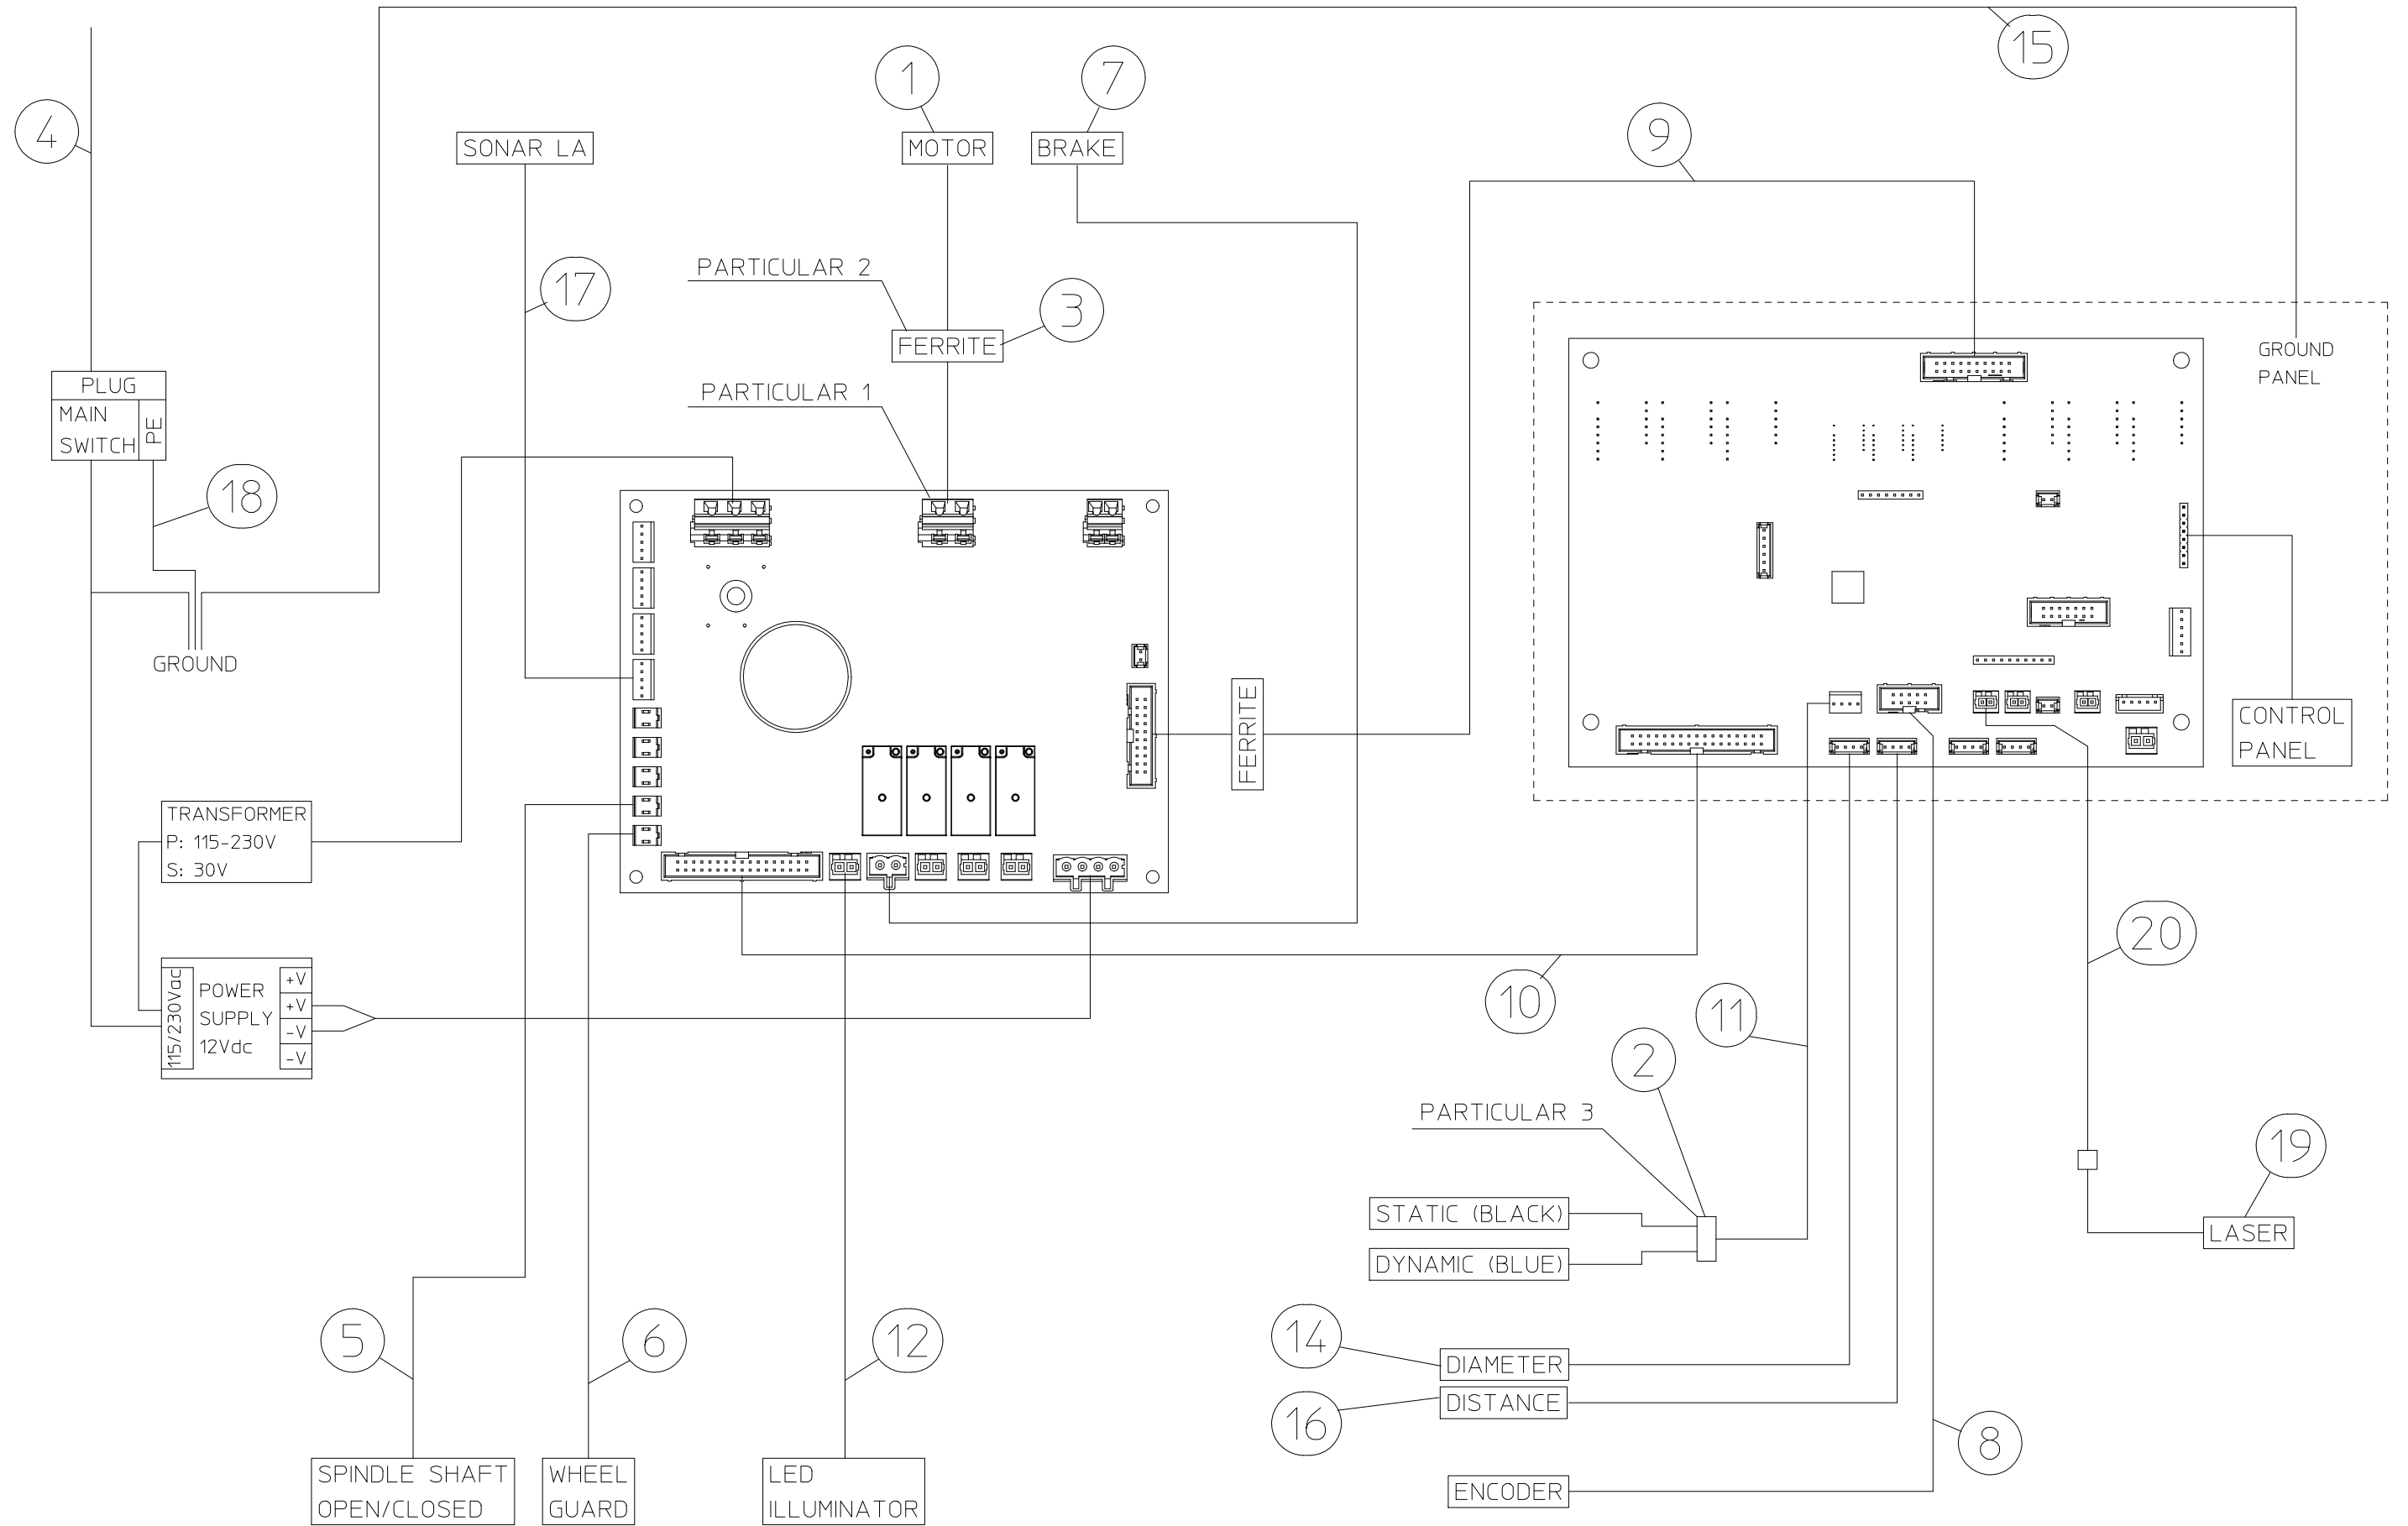 15
1
7
4
SONAR LA
MOTOR
BRAKE
9
PARTICULAR 2
17
3
FERRITE
GROUND
PANEL
PLUG
MAIN
SWITCH
PE
PARTICULAR 1
18
GROUND
FERRITE
CONTROL
PANEL
TRANSFORMER
P: 115-230V
S: 30V
115/230Vac
POWER
SUPPLY
12Vdc
+V
+V
-V
-V
20
10
11
2
PARTICULAR 3
19
STATIC (BLACK)
DYNAMIC (BLUE)
LASER
5
6
12
14
DIAMETER
DISTANCE
16
8
SPINDLE SHAFT
OPEN/CLOSED
WHEEL
GUARD
LED
ILLUMINATOR
ENCODER